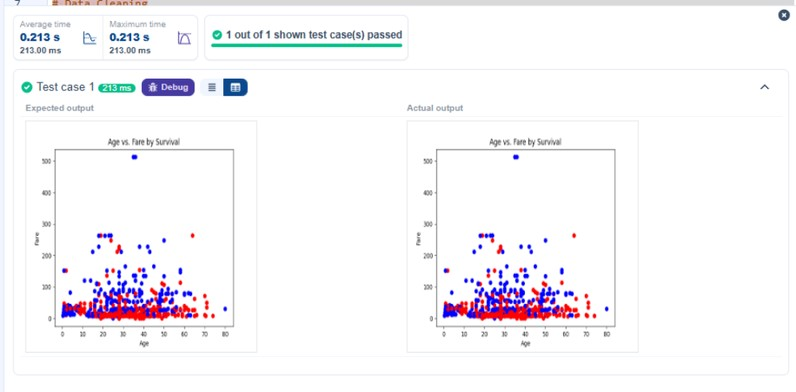 7 # Data Cleaning
Average time
0.213 s
213.00 ms
Maximum time
0.213 s
213.00 ms
1 out of 1 shown test case(s) passed
Test case 1 213 ms Debug
Expected output
Age vs. Fare by Survival
500
400
300
200
100
0
Fare
0 10 20 30 40 50 60 70 80
Age
Actual output
Age vs. Fare by Survival
500
400
300
200
100
0
Fare
0 10 20 30 40 50 60 70 80
Age